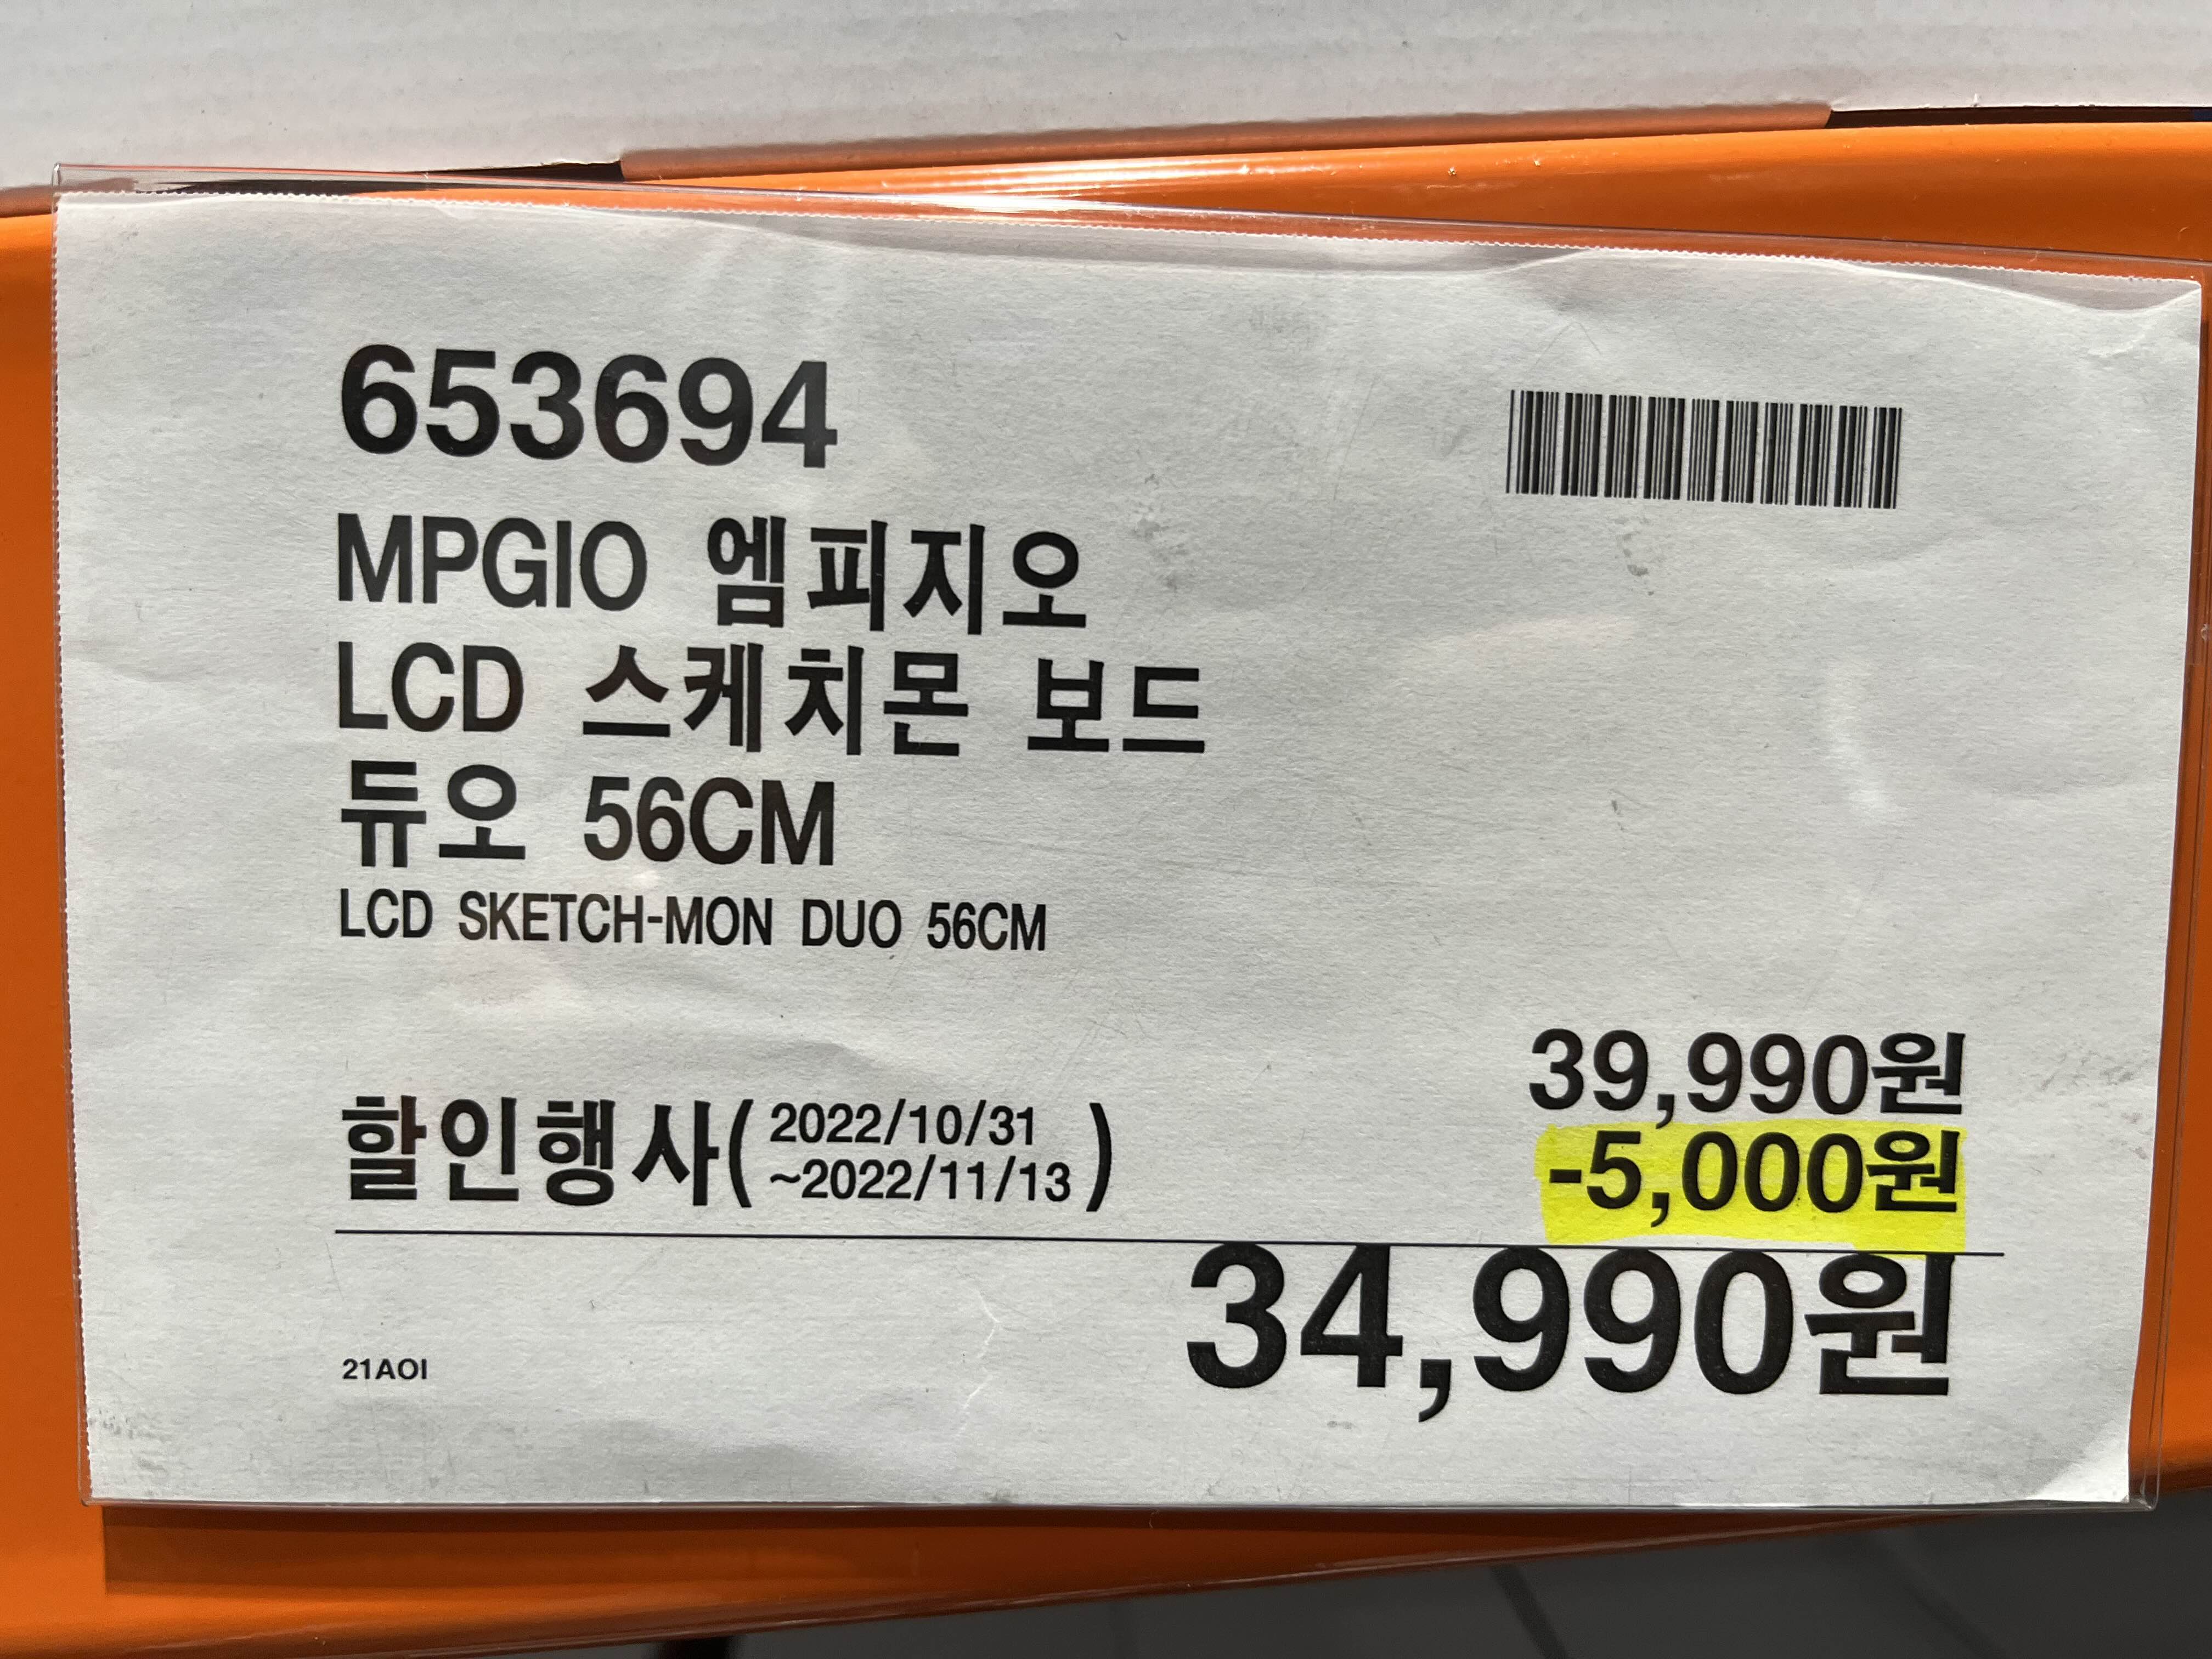 653694
MPGIO 엠피지오
LCD 스케치몬 보드
듀오 56CM
LCD SKETCH-MON DUO 56CM
39,990원
할인행사(2022/10/31
~2022/11/13)
-5,000원
34,990원
21AOI